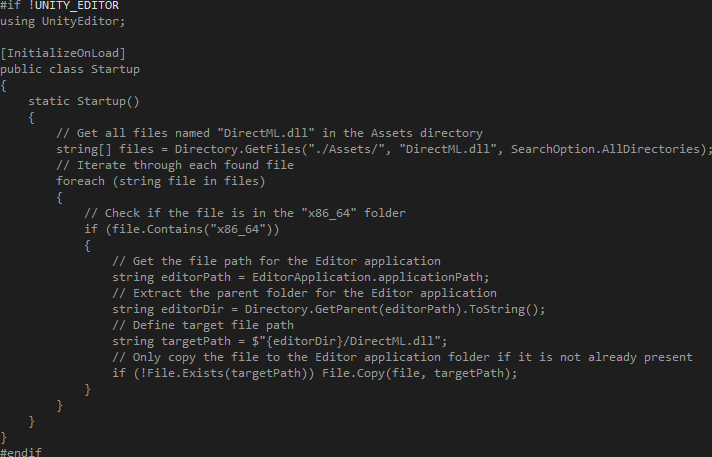 #if !UNITY_EDITOR
using UnityEditor;

[InitializeOnLoad]
public class Startup
{
    static Startup()
    {
        // Get all files named "DirectML.dll" in the Assets directory
        string[] files = Directory.GetFiles("./Assets/", "DirectML.dll", SearchOption.AllDirectories);
        // Iterate through each found file
        foreach (string file in files)
        {
            // Check if the file is in the "x86_64" folder
            if (file.Contains("x86_64"))
            {
                // Get the file path for the Editor application
                string editorPath = EditorApplication.applicationPath;
                // Extract the parent folder for the Editor application
                string editorDir = Directory.GetParent(editorPath).ToString();
                // Define target file path
                string targetPath = $"{editorDir}/DirectML.dll";
                // Only copy the file to the Editor application folder if it is not already present
                if (!File.Exists(targetPath)) File.Copy(file, targetPath);
            }
        }
    }
}
#endif